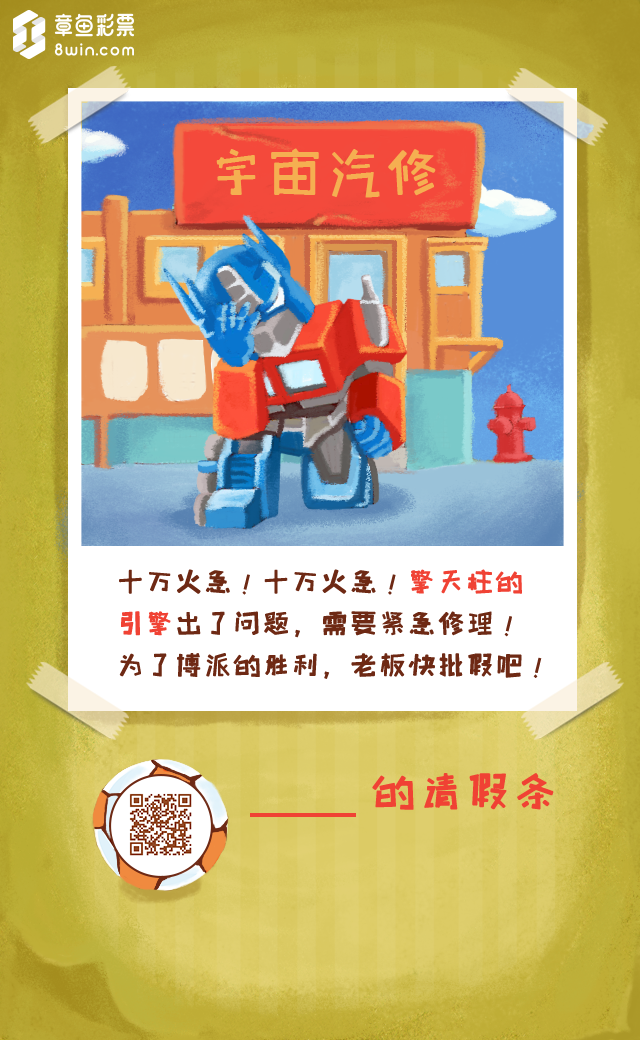 章鱼彩票
8win.com
宇宙汽修
十万火急！十万火急！擎天柱的
引擎出了问题，需要紧急修理！
为了博派的胜利，老板快批假吧！
的请假条